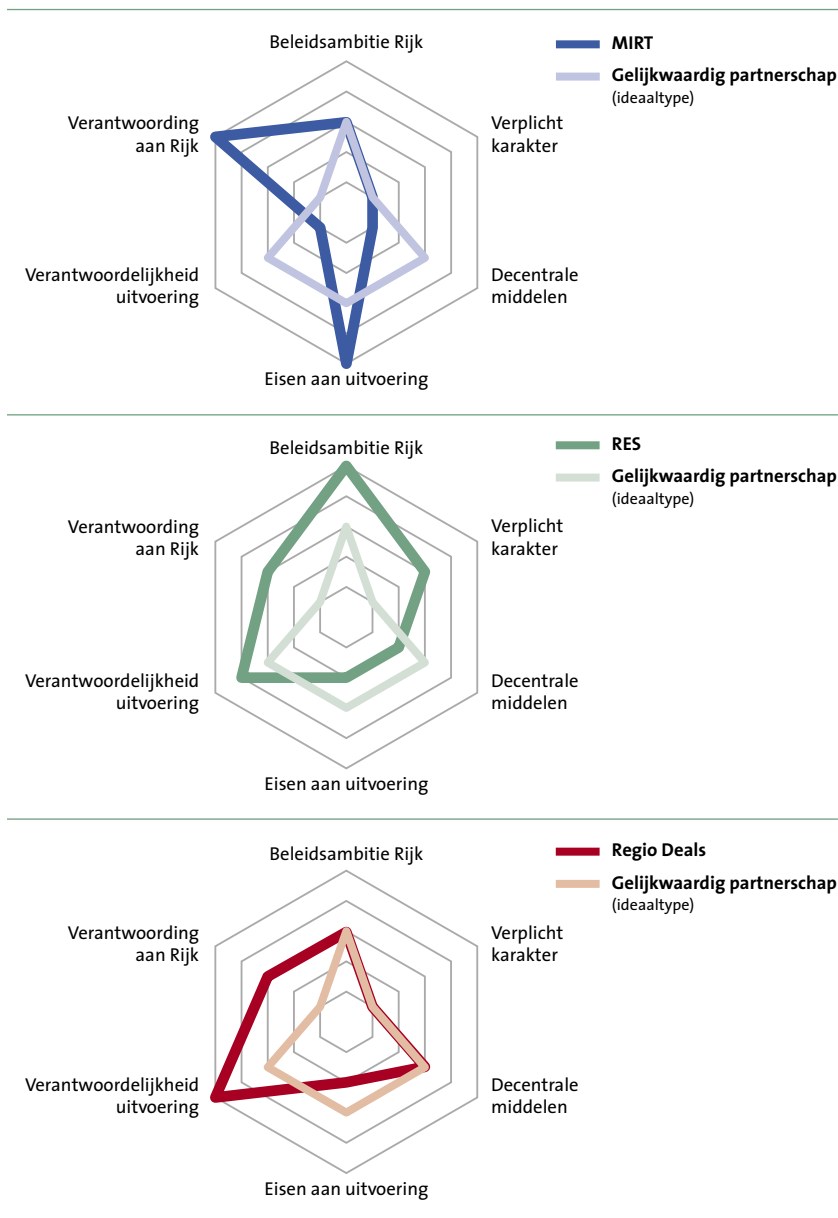 Beleidsambitie Rijk
MIRT
Gelijkwaardig partnerschap
(ideaaltype)
Verantwoording
aan Rijk
Verplicht
karakter
Verantwoordelijkheid
uitvoering
Decentrale
middelen
Eisen aan uitvoering
Beleidsambitie Rijk
RES
Gelijkwaardig partnerschap
(ideaaltype)
Verantwoording
aan Rijk
Verplicht
karakter
Verantwoordelijkheid
uitvoering
Decentrale
middelen
Eisen aan uitvoering
Beleidsambitie Rijk
Regio Deals
Gelijkwaardig partnerschap
(ideaaltype)
Verantwoording
aan Rijk
Verplicht
karakter
Verantwoordelijkheid
uitvoering
Decentrale
middelen
Eisen aan uitvoering